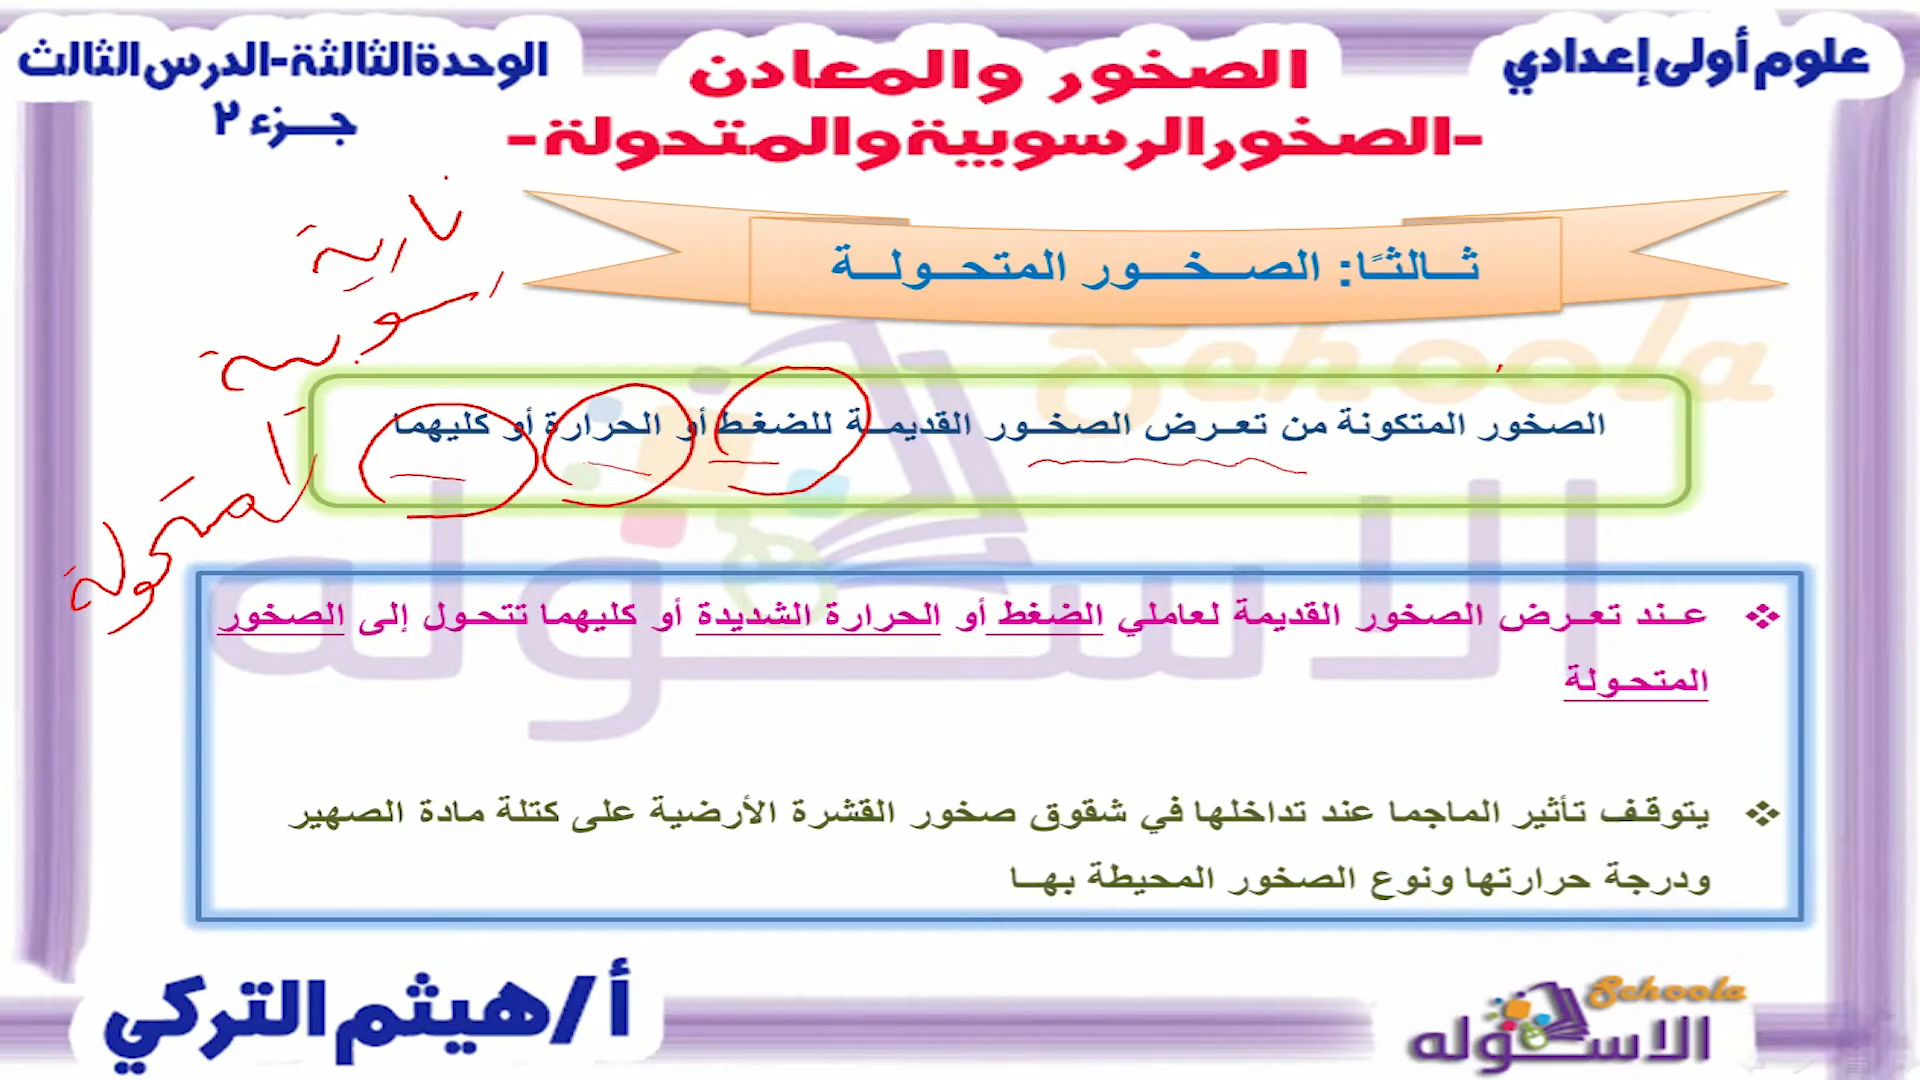 علوم أولى إعدادي
الصخور والمعادن
-الصخور الرسوبية والمتحولة-
الوحدة الثالثة-الدرس الثالث
جزء ٢
ثالثًا: الصخور المتحولة
نارية
رسوبية
المتحولة
الصخور المتكونة من تعرض الصخور القديمة للضغط أو الحرارة أو كليهما
❖ عند تعرض الصخور القديمة لعاملي الضغط أو الحرارة الشديدة أو كليهما تتحول إلى الصخور
المتحولة
❖ يتوقف تأثير الماجما عند تداخلها في شقوق صخور القشرة الأرضية على كتلة مادة الصهير
ودرجة حرارتها ونوع الصخور المحيطة بها
Schoola
الاسكوله
أ/هيثم التركي
Schoola
الاسكوله